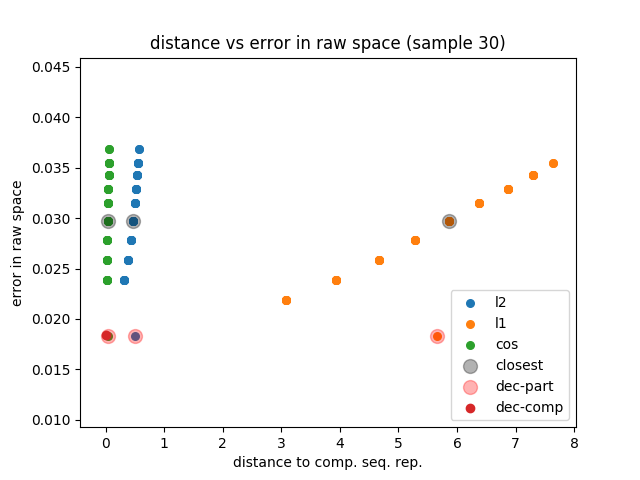 distance vs error in raw space (sample 30)
error in raw space
0.045
0.040
0.035
0.030
0.025
0.020
0.015
0.010
l2
l1
cos
closest
dec-part
dec-comp
0 1 2 3 4 5 6 7 8
distance to comp. seq. rep.